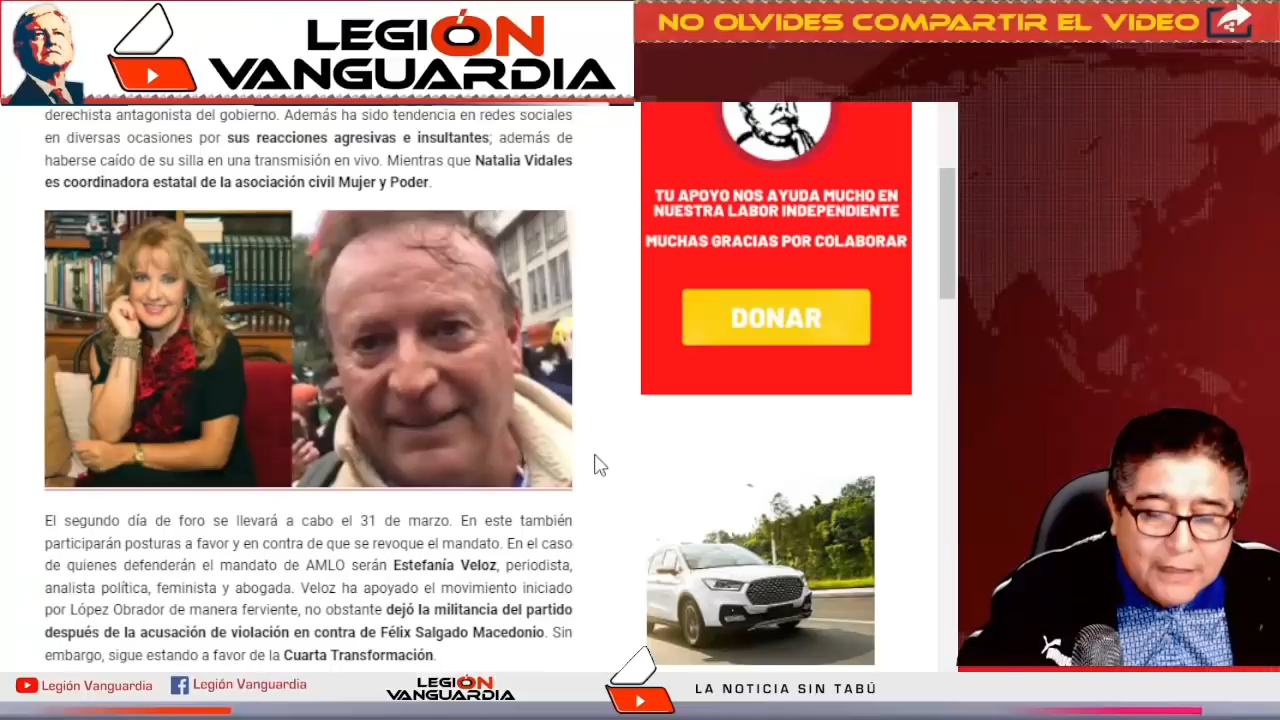 LEGIÓN
VANGUARDIA
NO OLVIDES COMPARTIR EL VIDEO
derechista antagonista del gobierno. Además ha sido tendencia en redes sociales
en diversas ocasiones por sus reacciones agresivas e insultantes; además de
haberse caído de su silla en una transmisión en vivo. Mientras que Natalia Vidales
es coordinadora estatal de la asociación civil Mujer y Poder.
TU APOYO NOS AYUDA MUCHO EN
NUESTRA LABOR INDEPENDIENTE
MUCHAS GRACIAS POR COLABORAR
DONAR
El segundo día de foro se llevará a cabo el 31 de marzo. En este también
participarán posturas a favor y en contra de que se revoque el mandato. En el caso
de quienes defenderán el mandato de AMLO serán Estefanía Veloz, periodista,
analista política, feminista y abogada. Veloz ha apoyado el movimiento iniciado
por López Obrador de manera ferviente, no obstante dejó la militancia del partido
después de la acusación de violación en contra de Félix Salgado Macedonio. Sin
embargo, sigue estando a favor de la Cuarta Transformación.
Legión Vanguardia
Legión Vanguardia
LEGIÓN
VANGUARDIA
LA NOTICIA SIN TABÚ